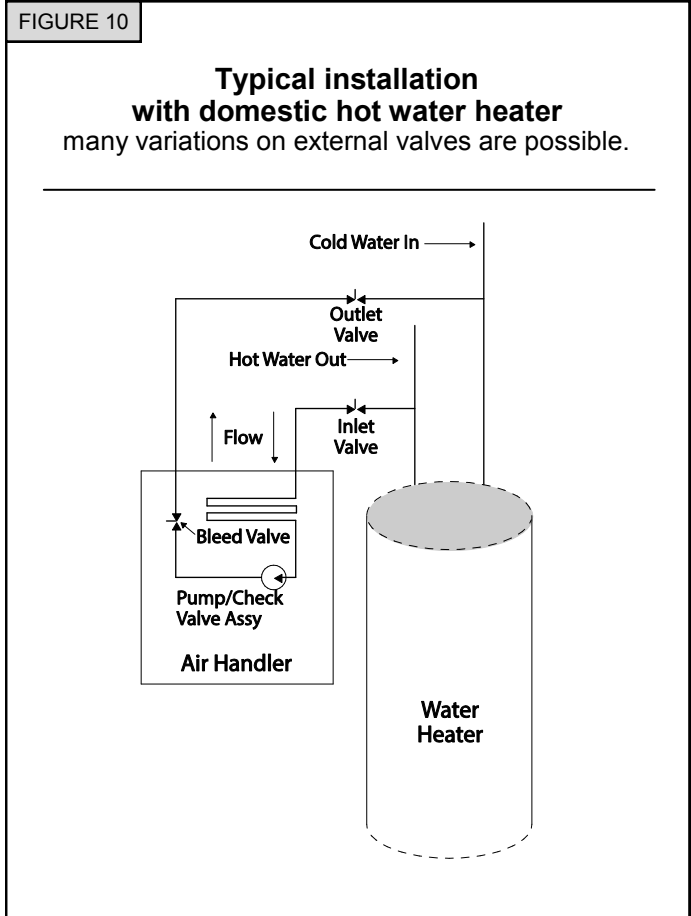 FIGURE 10
Typical installation
with domestic hot water heater
many variations on external valves are possible.
Cold Water In
Outlet
Valve
Hot Water Out
Inlet
Valve
Flow
Bleed Valve
Pump/Check
Valve Assy
Air Handler
Water
Heater